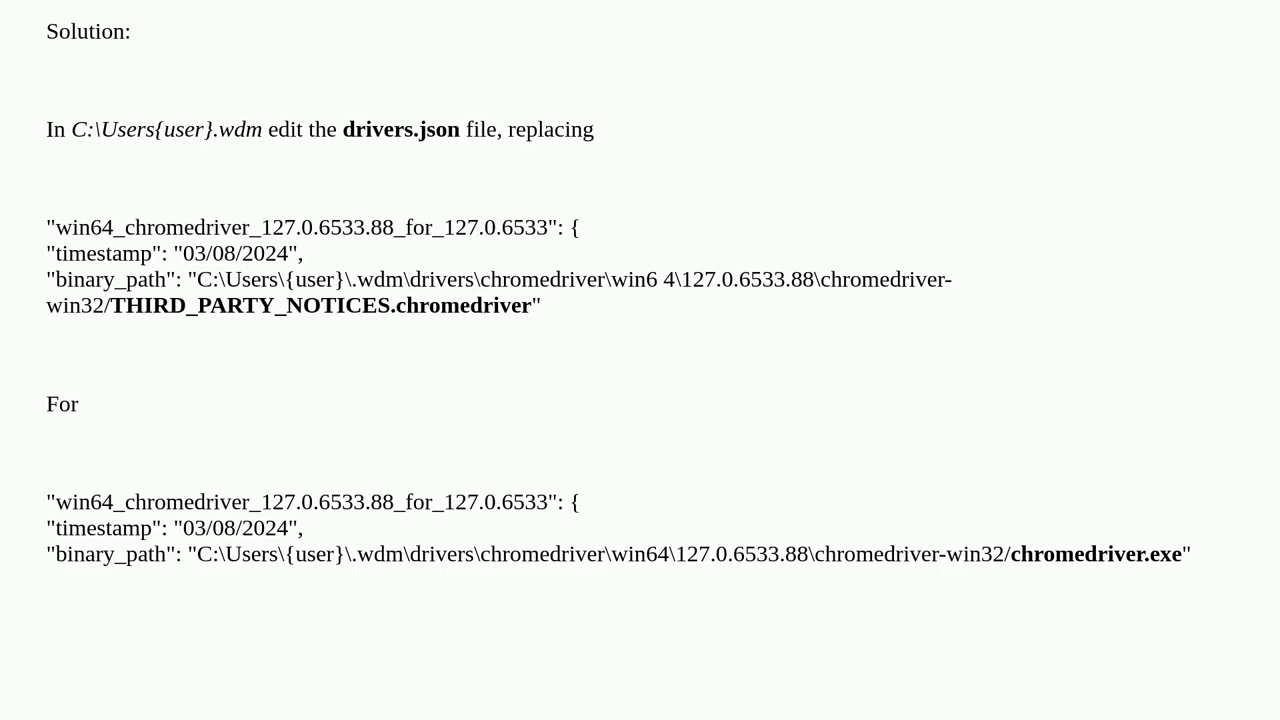 Solution:
In C:\Users{user}.wdm edit the drivers.json file, replacing
"win64_chromedriver_127.0.6533.88_for_127.0.6533": {
"timestamp": "03/08/2024",
"binary_path": "C:\Users\{user}\.wdm\drivers\chromedriver\win6 4\127.0.6533.88\chromedriver-
win32/THIRD_PARTY_NOTICES.chromedriver"
For
"win64_chromedriver_127.0.6533.88_for_127.0.6533": {
"timestamp": "03/08/2024",
"binary_path": "C:\Users\{user}\.wdm\drivers\chromedriver\win64\127.0.6533.88\chromedriver-win32/chromedriver.exe"